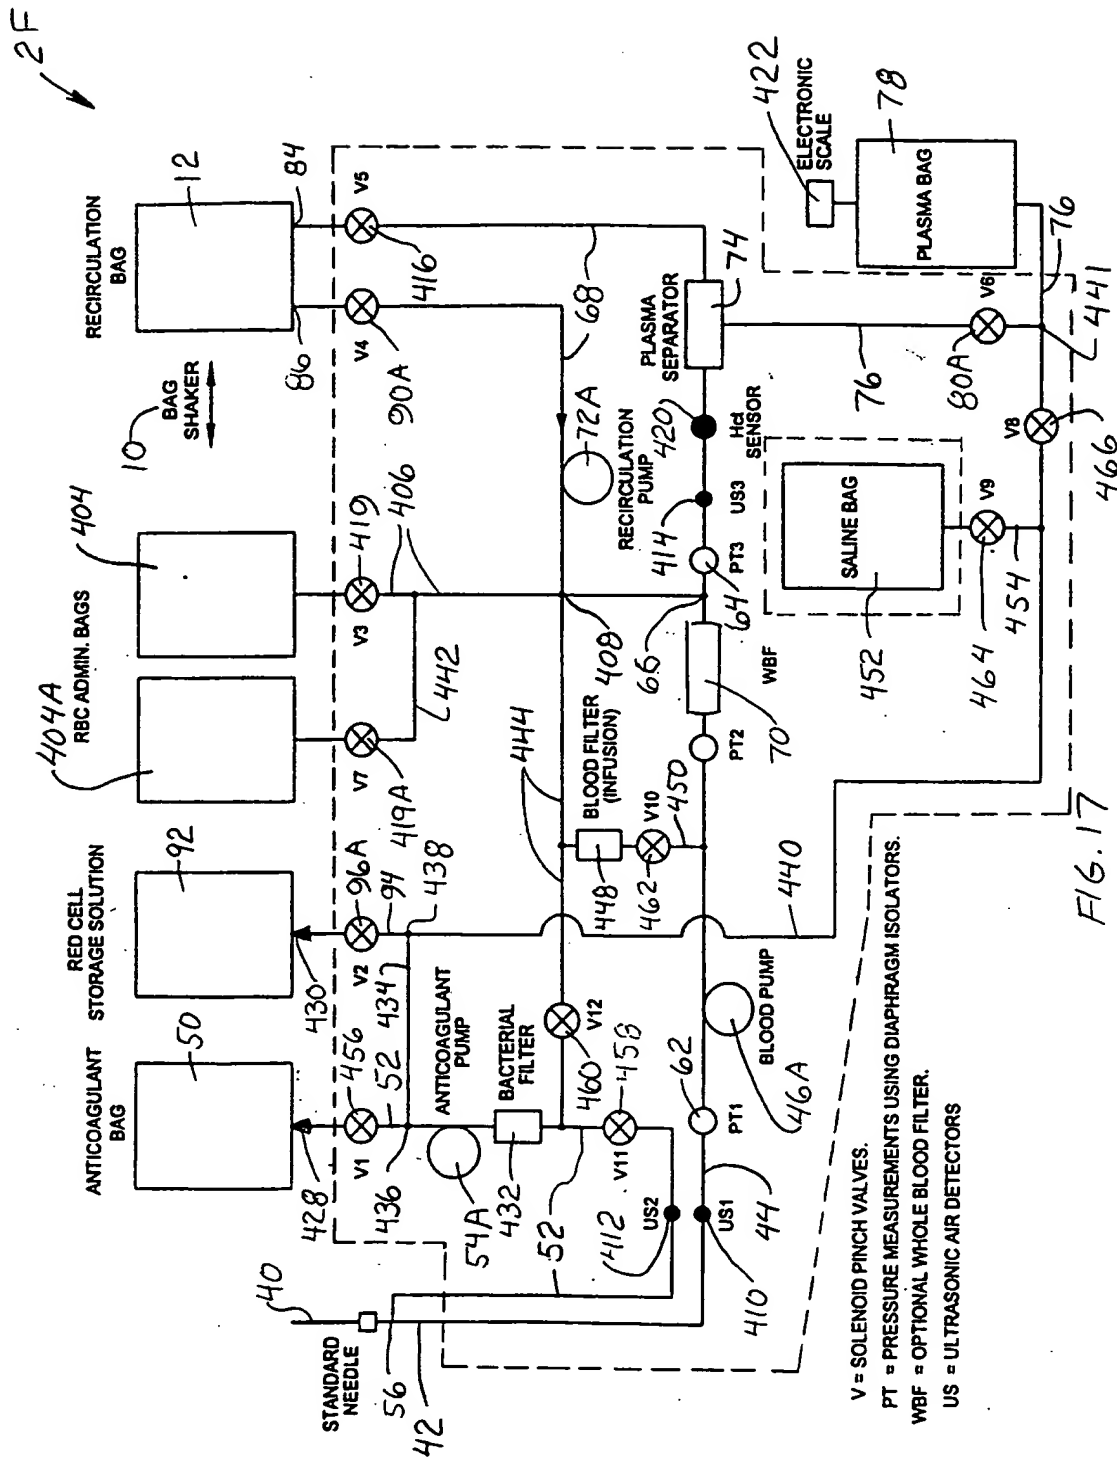 2F
RECIRCULATION
BAG
12
84
86
V5
416
V4
90A
68
68
10
BAG
SHAKER
404
404A
RBC ADMIN. BAGS
V3
419
406
V7
419A
442
RED CELL
STORAGE SOLUTION
92
430
V2
96A
94
434
438
ANTICOAGULANT
BAG
50
428
V1
456
52
436
ANTICOAGULANT
PUMP
54A
BACTERIAL
FILTER
432
52
V11
458
V12
460
444
408
BLOOD FILTER
(INFUSION)
448
V10
462
450
RECIRCULATION
PUMP
72A
PLASMA
SEPARATOR
74
Hct
SENSOR
420
US3
414
PT3
64
66
WBF
70
PT2
BLOOD PUMP
46A
PT1
62
US2
412
US1
410
44
40
STANDARD
NEEDLE
56
42
440
SALINE BAG
452
V9
464
454
V8
466
V6
80A
76
76
441
ELECTRONIC
SCALE
422
PLASMA BAG
78
V = SOLENOID PINCH VALVES.
PT = PRESSURE MEASUREMENTS USING DIAPHRAGM ISOLATORS.
WBF = OPTIONAL WHOLE BLOOD FILTER.
US = ULTRASONIC AIR DETECTORS
FIG. 17